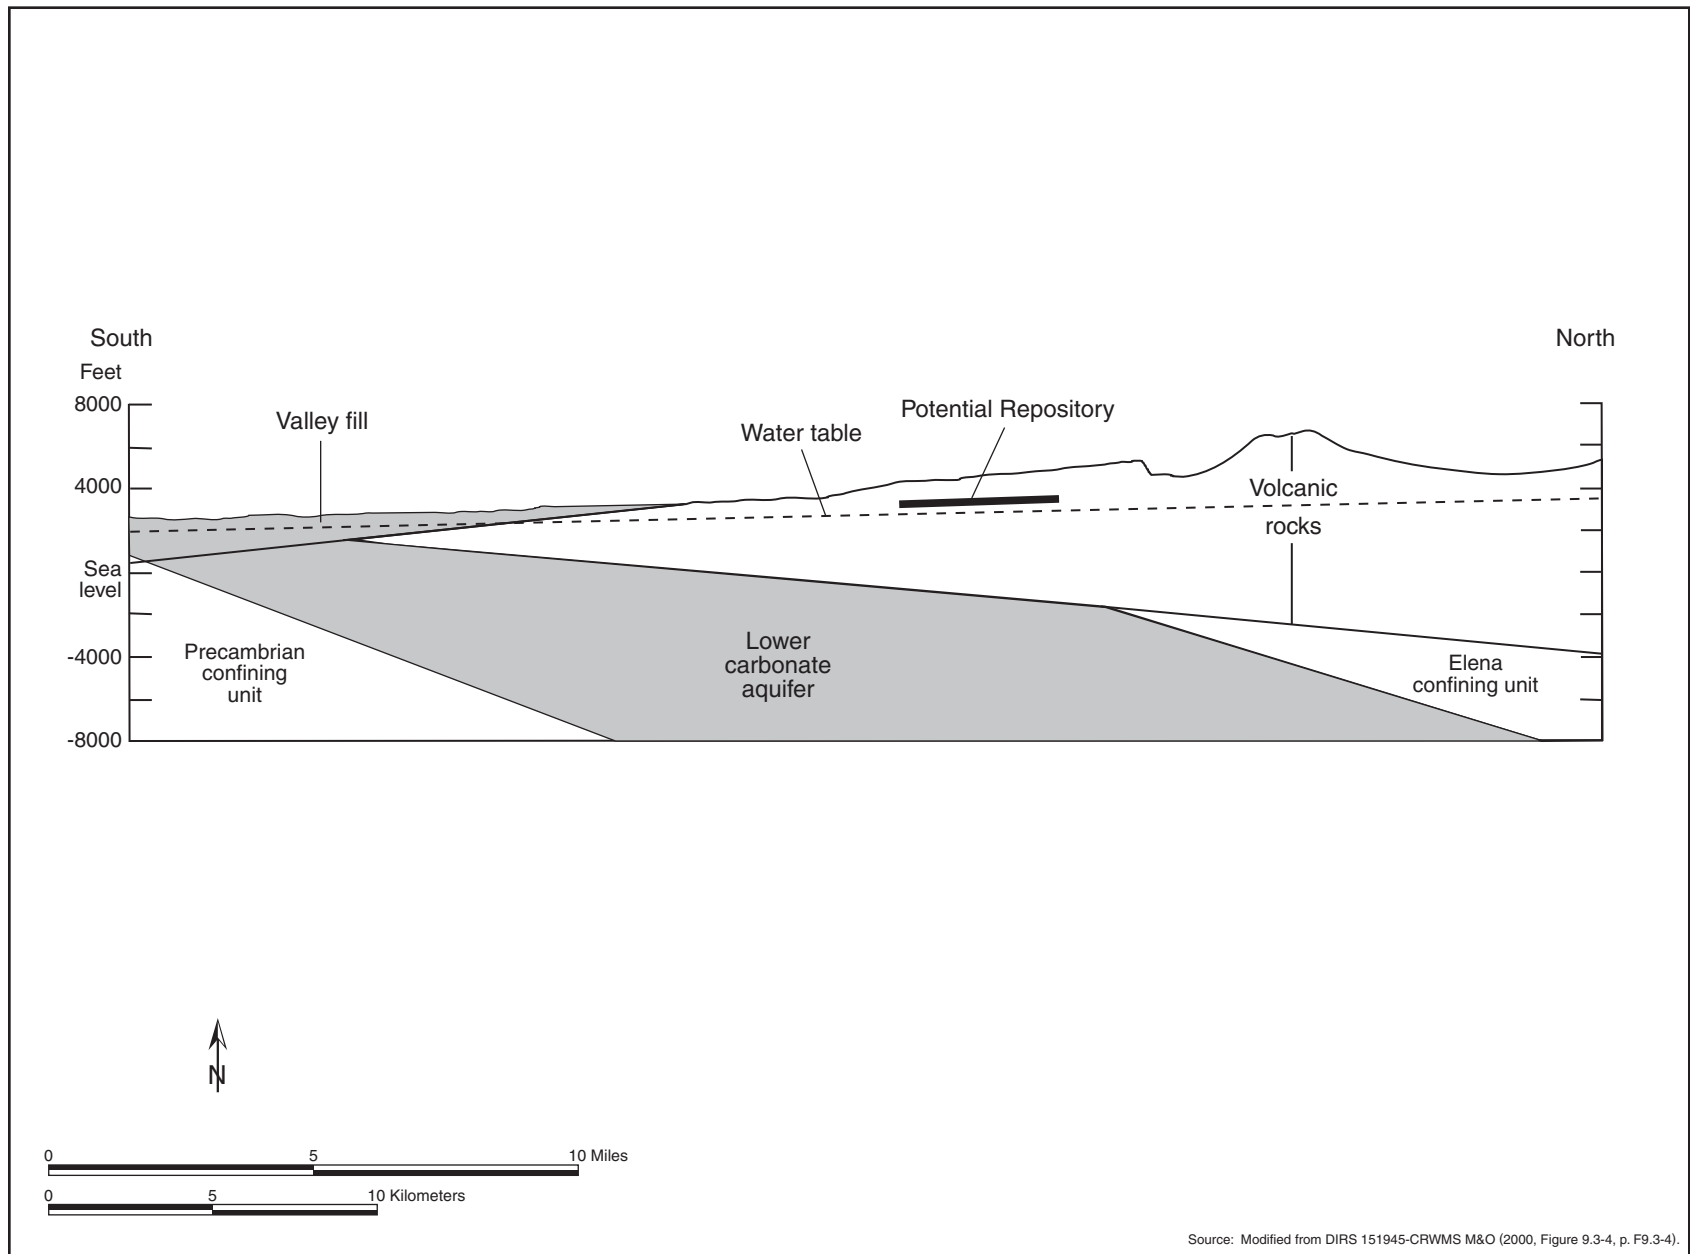 South
North
Feet
8000
4000
Sea
level
-4000
-8000
Valley fill
Water table
Potential Repository
Volcanic
rocks
Precambrian
confining
unit
Lower
carbonate
aquifer
Elena
confining unit
N
0 5 10 Miles
0 5 10 Kilometers
Source: Modified from DIRS 151945-CRWMS M&O (2000, Figure 9.3-4, p. F9.3-4).